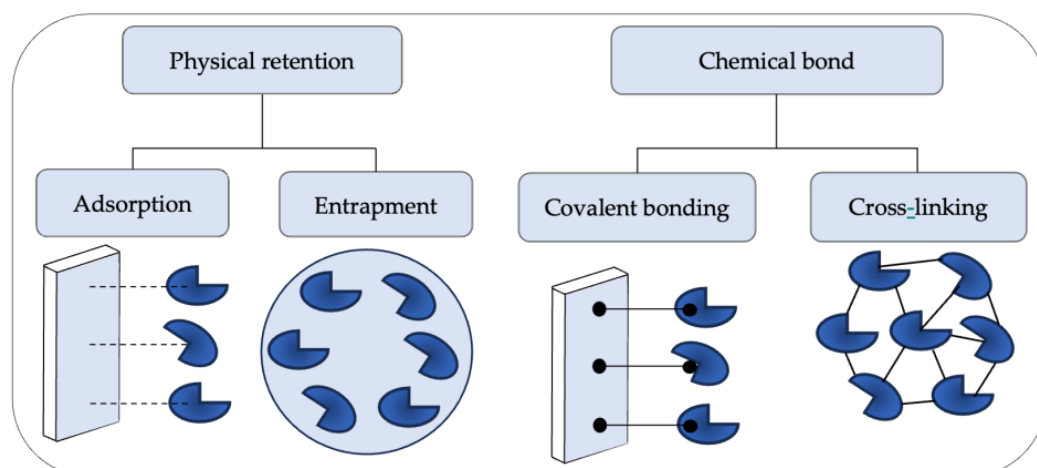 Physical retention
Chemical bond
Adsorption
Entrapment
Covalent bonding
Cross-linking